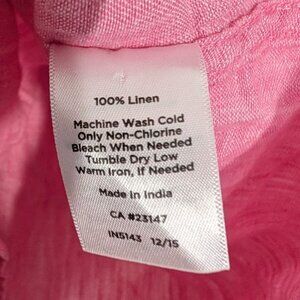 100% Linen
Machine Wash Cold
Only Non-Chlorine
Bleach When Needed
Tumble Dry Low
Warm Iron, If Needed
Made in India
CA #23147
IN5143 12/15